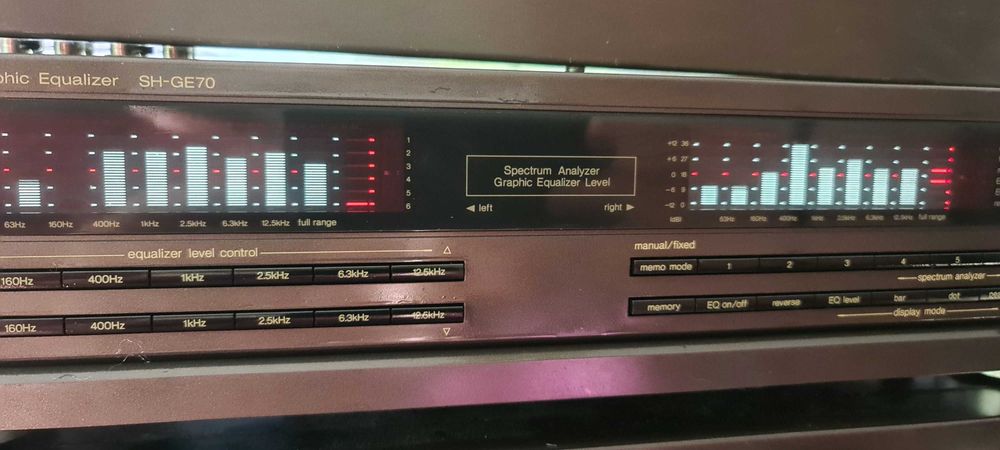 phic Equalizer SH-GE70
1
2
3
4
5
6
63Hz 160Hz 400Hz 1kHz 2.5kHz 6.3kHz 12.5kHz full range
Spectrum Analyzer
Graphic Equalizer Level
left right
+12 36
+6 27
0 18
-6 9
-12 0
(dB) 63Hz 160Hz 400Hz 1kHz 2.5kHz 6.3kHz 12.5kHz full range
equalizer level control
160Hz 400Hz 1kHz 2.5kHz 6.3kHz 12.5kHz
160Hz 400Hz 1kHz 2.5kHz 6.3kHz 12.5kHz
manual/fixed
memo mode 1 2 3 4 5
spectrum analyzer
memory EQ on/off reverse EQ level bar dot
display mode